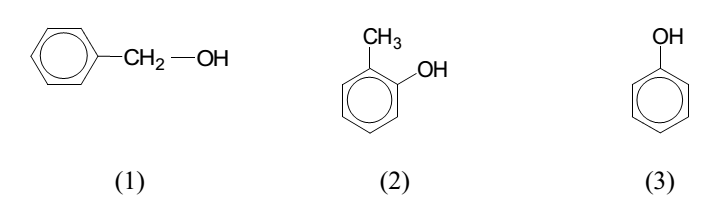 CH₂ — OH
CH₃
OH
OH
(1) (2) (3)